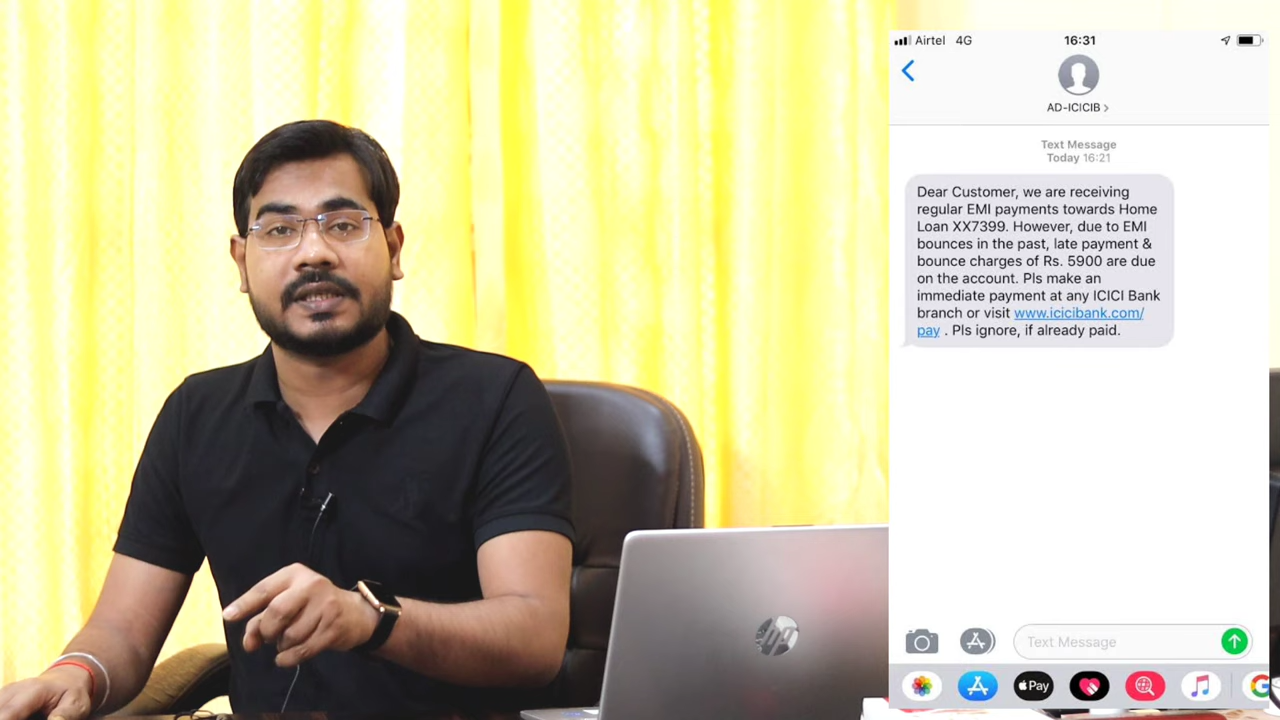 Airtel 4G 16:31
AD-ICICIB >
Text Message
Today 16:21
Dear Customer, we are receiving
regular EMI payments towards Home
Loan XX7399. However, due to EMI
bounces in the past, late payment &
bounce charges of Rs. 5900 are due
on the account. Pls make an
immediate payment at any ICICI Bank
branch or visit www.icicibank.com/
pay . Pls ignore, if already paid.
Text Message
Pay
hp